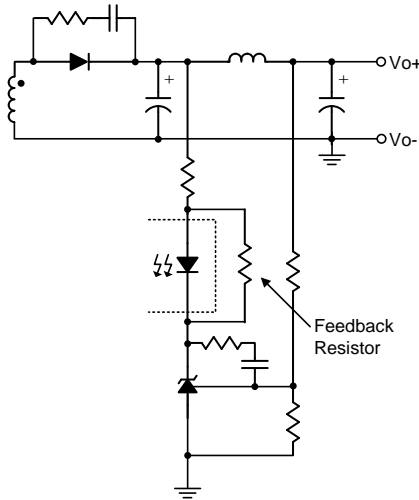 +
+
Vo+
Vo-
Feedback
Resistor